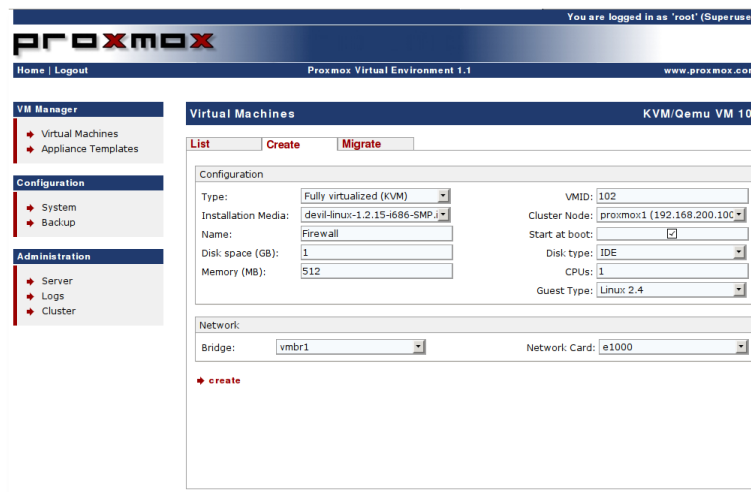 You are logged in as 'root' (Superuse
proxmox
Home | Logout
Proxmox Virtual Environment 1.1
www.proxmox.com
VM Manager
Virtual Machines
Appliance Templates
Configuration
System
Backup
Administration
Server
Logs
Cluster
Virtual Machines
KVM/Qemu VM 10
List
Create
Migrate
Configuration
Type: Fully virtualized (KVM)
VMID: 102
Installation Media: devil-linux-1.2.15-i686-SMP.i
Cluster Node: proxmox1 (192.168.200.100
Name: Firewall
Start at boot:
Disk space (GB): 1
Disk type: IDE
Memory (MB): 512
CPUs: 1
Guest Type: Linux 2.4
Network
Bridge: vmbr1
Network Card: e1000
create